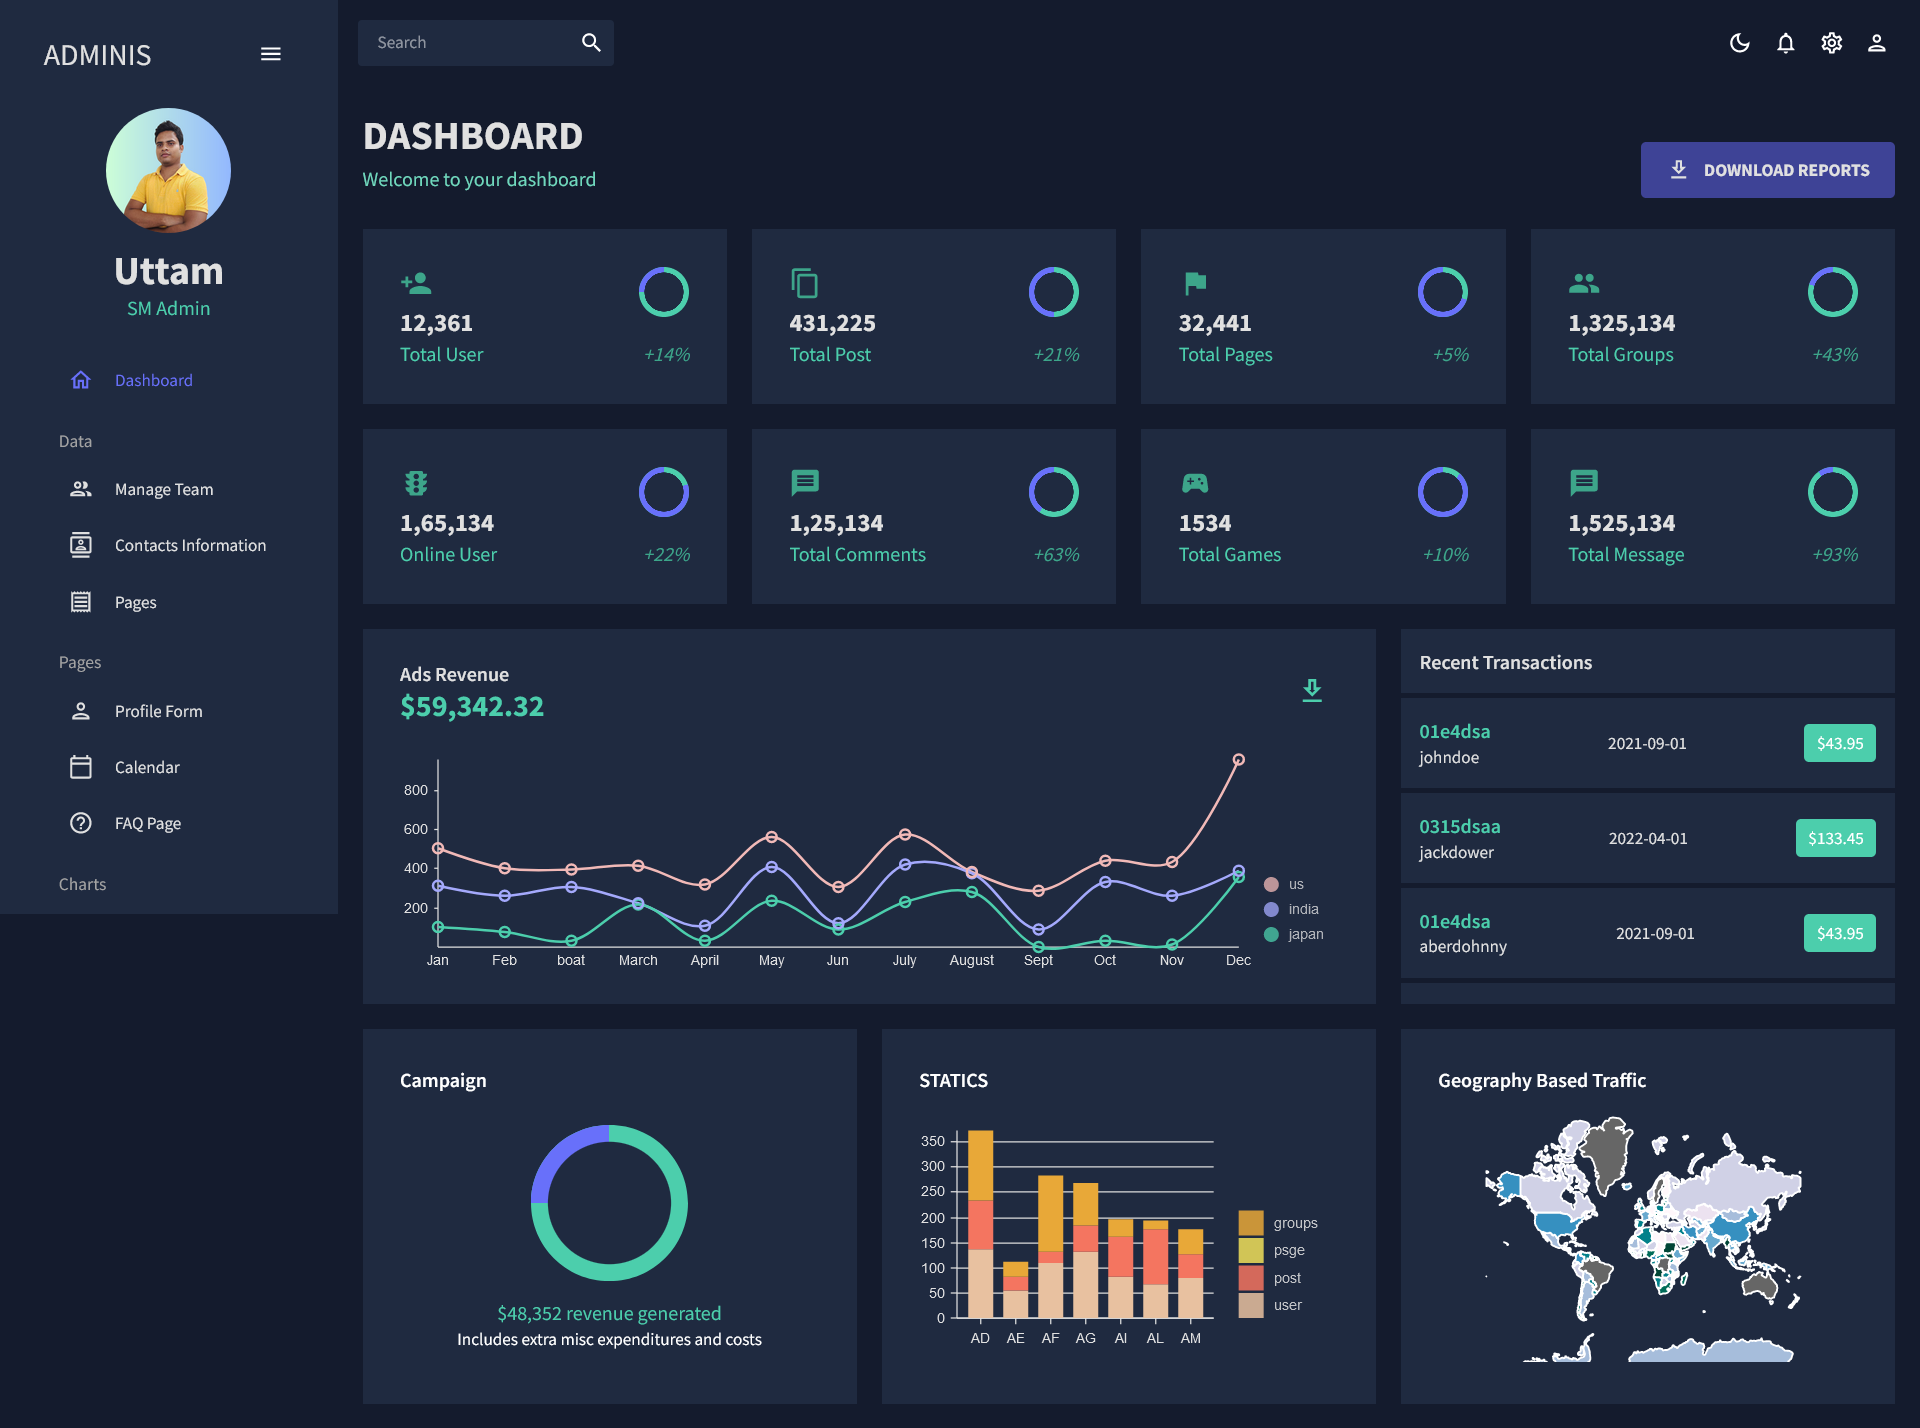 ADMINIS
Uttam
SM Admin
Dashboard
Data
Manage Team
Contacts Information
Pages
Pages
Profile Form
Calendar
FAQ Page
Charts
Search
DASHBOARD
Welcome to your dashboard
DOWNLOAD REPORTS
12,361
Total User
+14%
431,225
Total Post
+21%
32,441
Total Pages
+5%
1,325,134
Total Groups
+43%
1,65,134
Online User
+22%
1,25,134
Total Comments
+63%
1534
Total Games
+10%
1,525,134
Total Message
+93%
Ads Revenue
$59,342.32
800
600
400
200
Jan Feb boat March April May Jun July August Sept Oct Nov Dec
us
india
japan
Recent Transactions
01e4dsa
johndoe
2021-09-01
$43.95
0315dsaa
jackdower
2022-04-01
$133.45
01e4dsa
aberdohnny
2021-09-01
$43.95
Campaign
$48,352 revenue generated
Includes extra misc expenditures and costs
STATICS
350
300
250
200
150
100
50
0
AD AE AF AG AI AL AM
groups
psge
post
user
Geography Based Traffic